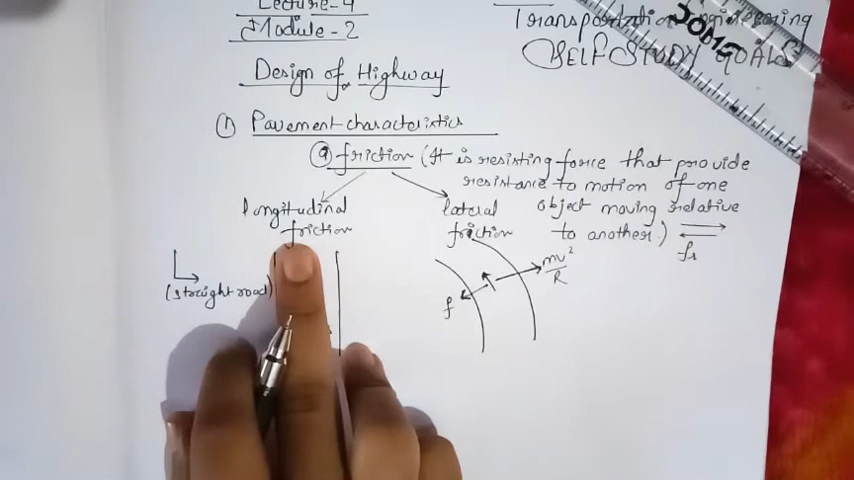 Lecture-4
Module-2
Transportation Engineering
SELF STUDY GOALS
Design of Highway
① Pavement characteristics
ⓐ friction (It is resisting force that provide
resistance to motion of one
object moving relative
to another)
fr
longitudinal
friction
lateral
friction
(straight road)
f
mv²
R